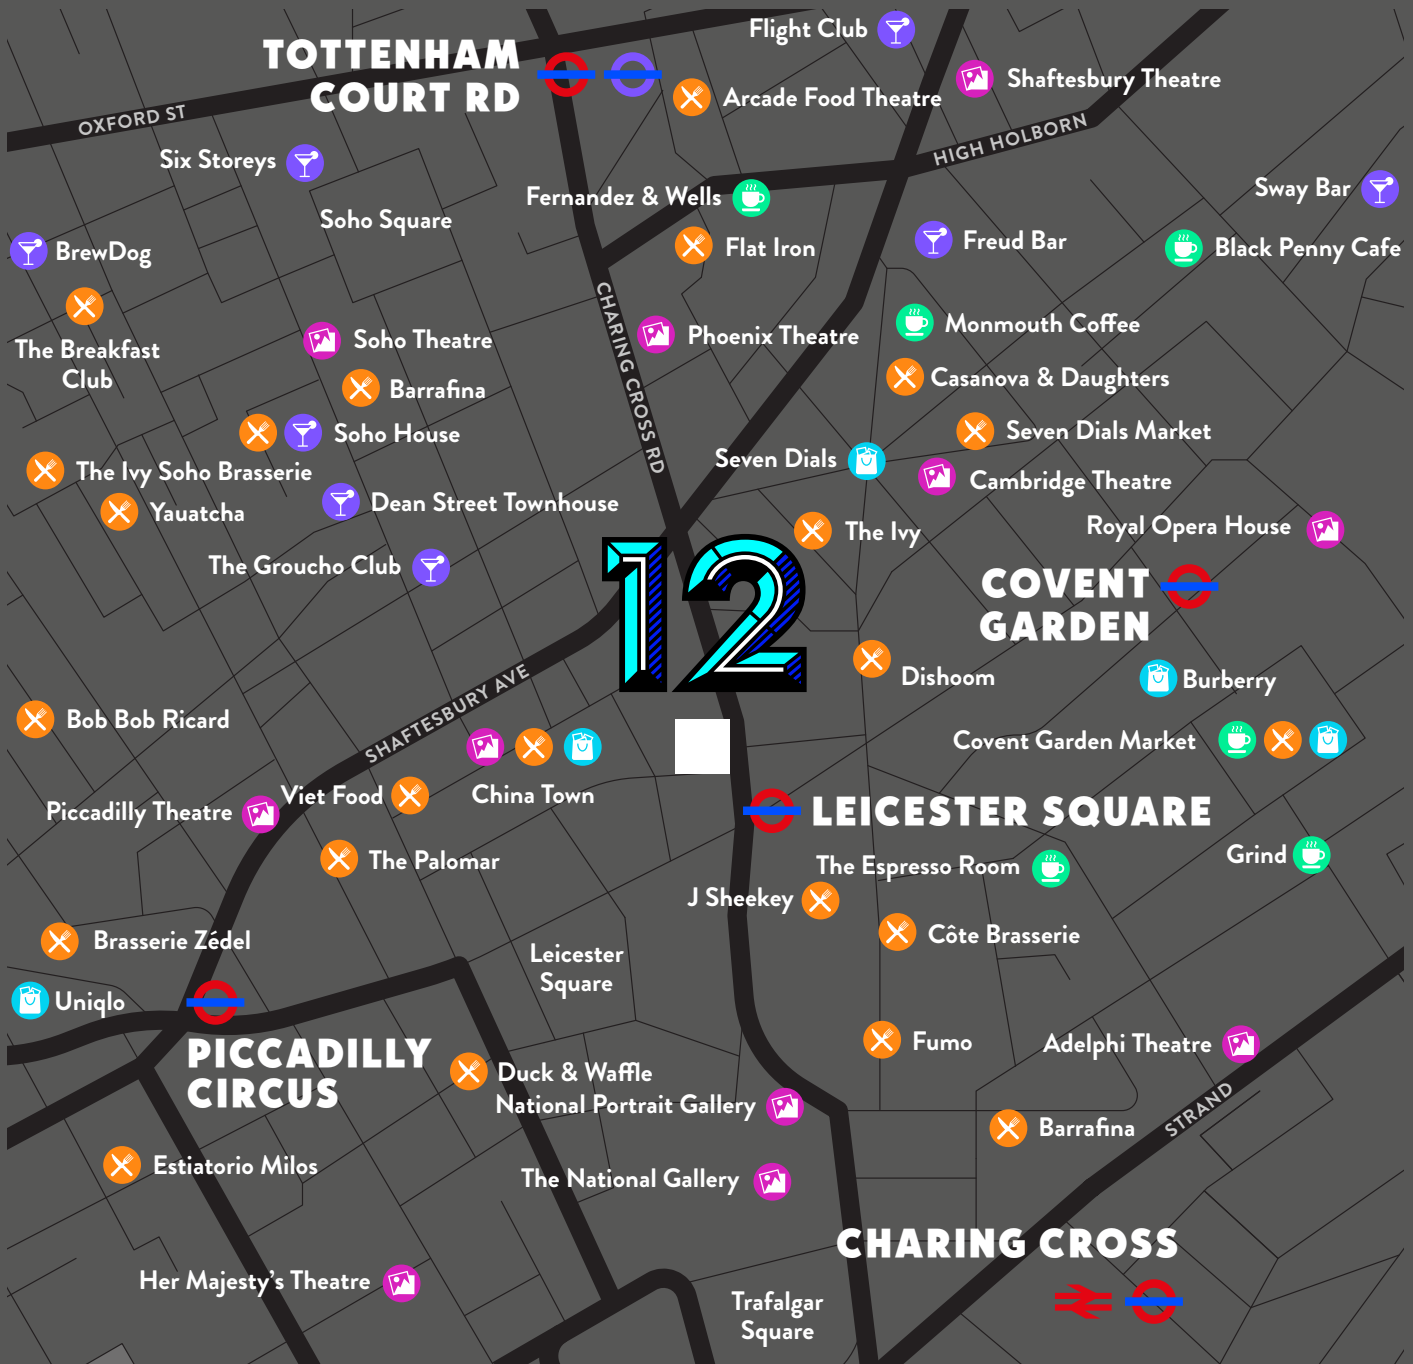 Flight Club
TOTTENHAM
COURT RD
Shaftesbury Theatre
Arcade Food Theatre
OXFORD ST
HIGH HOLBORN
Six Storeys
Sway Bar
Fernandez & Wells
Soho Square
Freud Bar
Black Penny Cafe
BrewDog
Flat Iron
CHARING CROSS RD
Monmouth Coffee
Phoenix Theatre
Soho Theatre
The Breakfast
Club
Casanova & Daughters
Barrafina
Seven Dials Market
Soho House
Seven Dials
The Ivy Soho Brasserie
Cambridge Theatre
Dean Street Townhouse
Yauatcha
Royal Opera House
The Ivy
The Groucho Club
12
COVENT
GARDEN
Dishoom
Burberry
SHAFTESBURY AVE
Bob Bob Ricard
Covent Garden Market
Viet Food
China Town
Piccadilly Theatre
LEICESTER SQUARE
Grind
The Palomar
The Espresso Room
J Sheekey
Côte Brasserie
Brasserie Zédel
Leicester
Square
Uniqlo
PICCADILLY
CIRCUS
Fumo
Adelphi Theatre
Duck & Waffle
National Portrait Gallery
STRAND
Barrafina
Estiatorio Milos
The National Gallery
CHARING CROSS
Her Majesty's Theatre
Trafalgar
Square